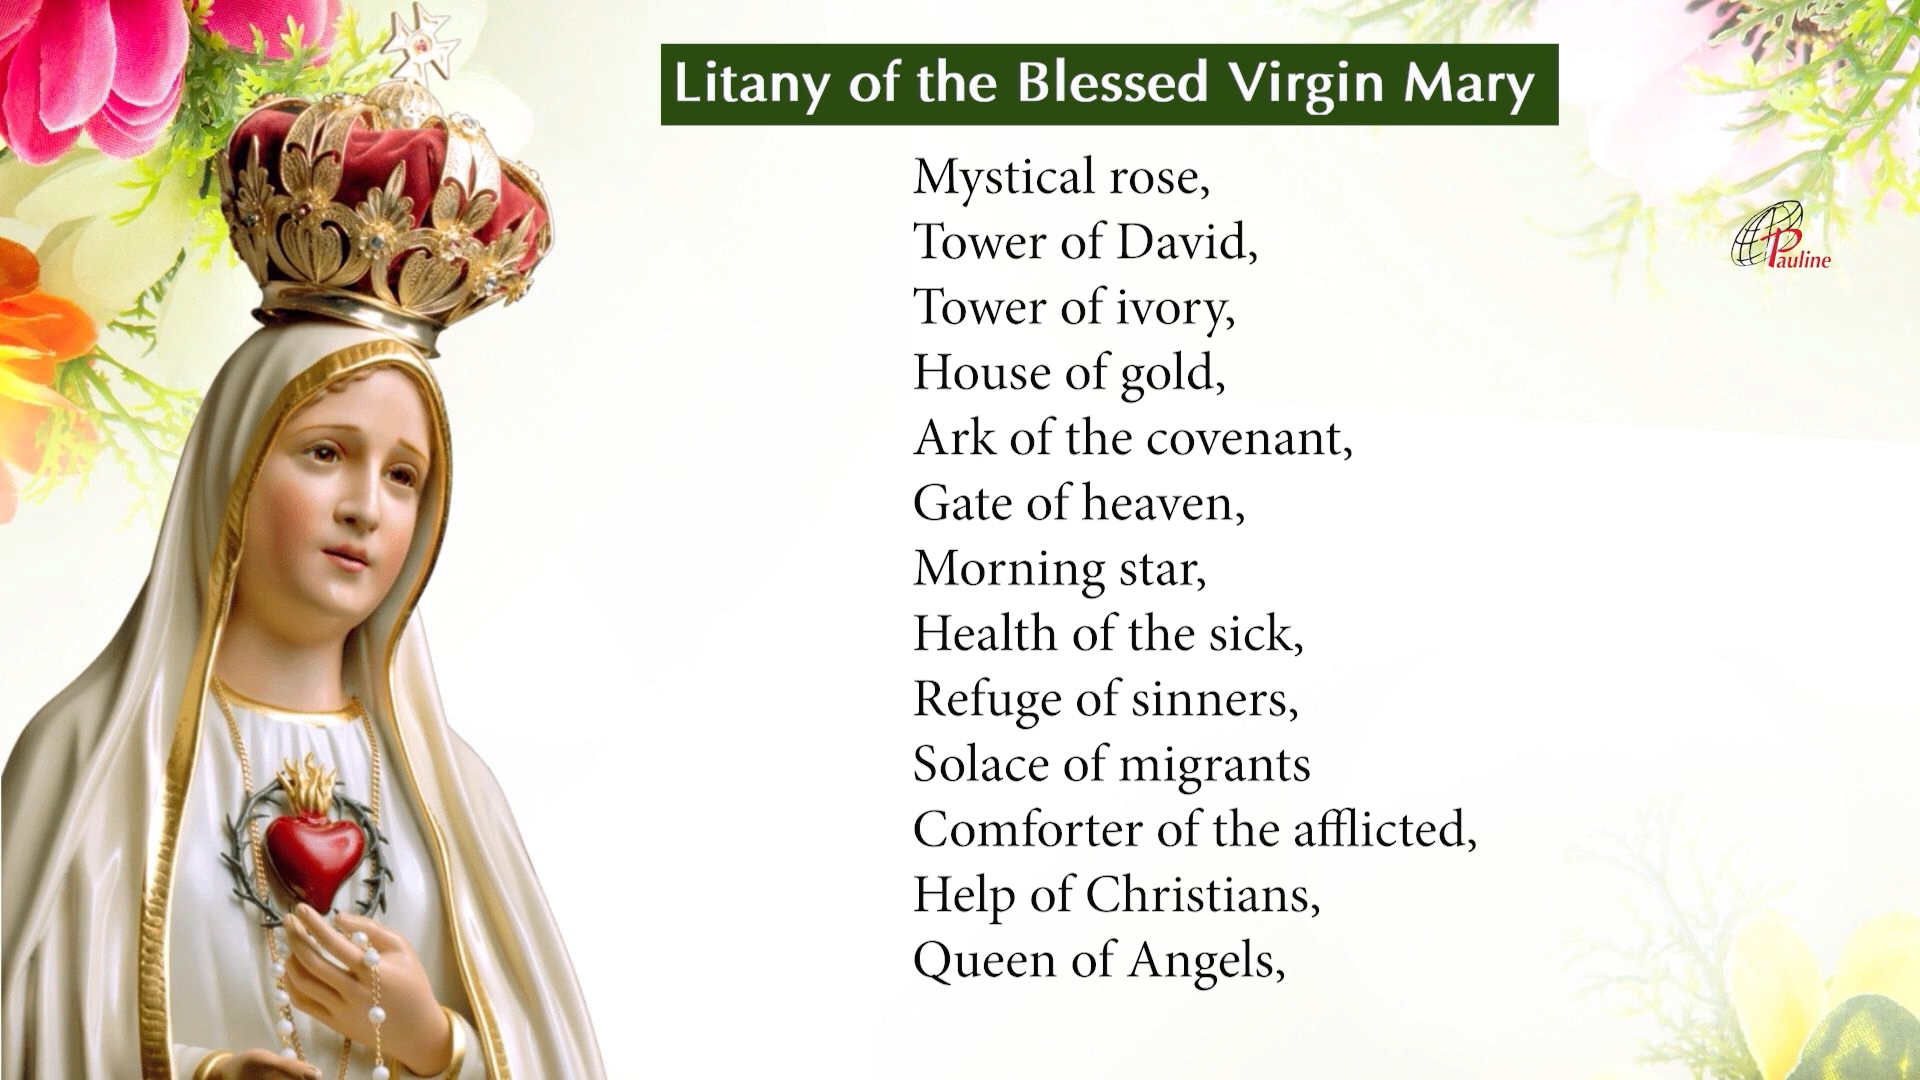 Litany of the Blessed Virgin Mary
Mystical rose,
Tower of David,
Tower of ivory,
House of gold,
Ark of the covenant,
Gate of heaven,
Morning star,
Health of the sick,
Refuge of sinners,
Solace of migrants
Comforter of the afflicted,
Help of Christians,
Queen of Angels,
Pauline